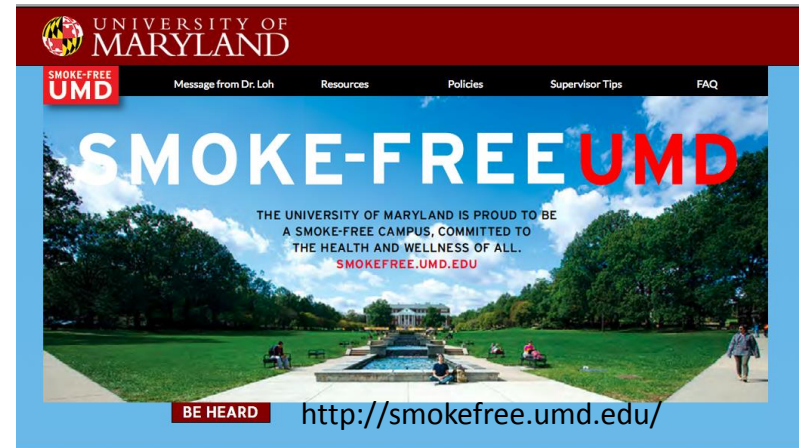 UNIVERSITY OF
MARYLAND
SMOKE-FREE
UMD
Message from Dr. Loh Resources Policies Supervisor Tips FAQ
SMOKE-FREE UMD
THE UNIVERSITY OF MARYLAND IS PROUD TO BE
A SMOKE-FREE CAMPUS, COMMITTED TO
THE HEALTH AND WELLNESS OF ALL.
SMOKEFREE.UMD.EDU
BE HEARD http://smokefree.umd.edu/